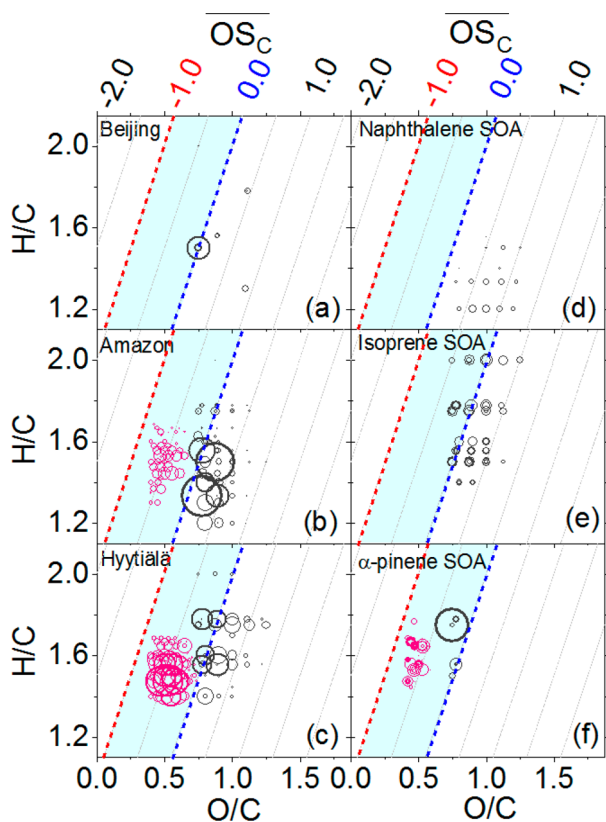 OSC OSC
-2.0 -1.0 0.0 1.0 -2.0 -1.0 0.0 1.0
Beijing Naphthalene SOA
2.0
H/C H/C
1.6
(a) (d)
1.2
Amazon Isoprene SOA
2.0
H/C H/C
1.6
(b) (e)
1.2
Hyytiälä α-pinene SOA
2.0
H/C H/C
1.6
(c) (f)
1.2
0.0 0.5 1.0 1.5 0.0 0.5 1.0 1.5
O/C O/C